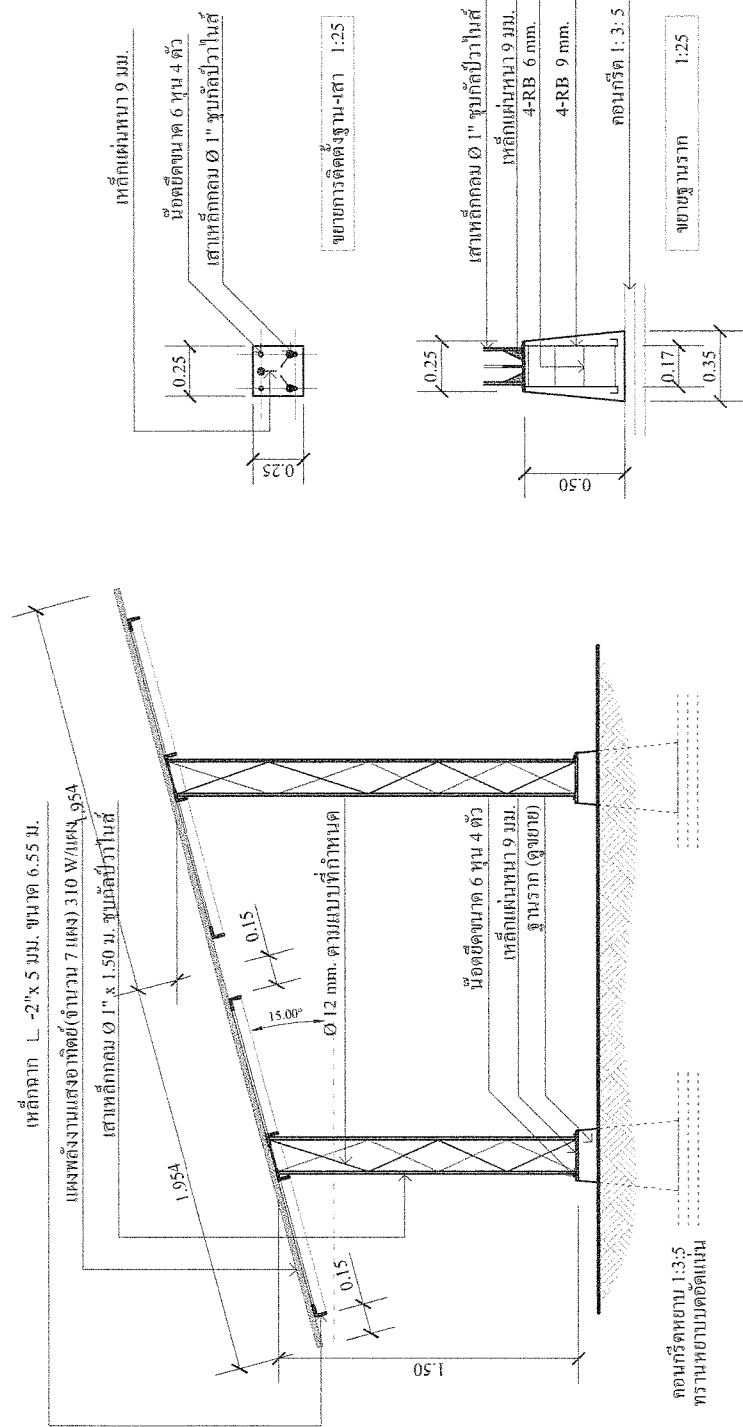 เหล็กฉาก L -2"x 5 มม. ขนาด 6.55 ม.
แผงพลังงานแสงอาทิตย์(จำนวน 7 แผง) 310 W/แผง
เสาเหล็กกลม Ø 1" x 1.50 ม. ชุบกัลป์วาไนส์
1.954
1.954
0.15
0.15
15.00°
Ø 12 mm. ตามแบบที่กำหนด
1.50
น๊อตยึดขนาด 6 หุน 4 ตัว
เหล็กแผ่นหนา 9 มม.
ฐานราก (ดูขยาย)
คอนกรีตหยาบ 1:3:5
ทรายหยาบบดอัดแน่น
เหล็กแผ่นหนา 9 มม.
น๊อตยึดขนาด 6 หุน 4 ตัว
เสาเหล็กกลม Ø 1" ชุบกัลป์วาไนส์
0.25
0.25
ขยายการติดตั้งฐาน-เสา 1:25
เสาเหล็กกลม Ø 1" ชุบกัลป์วาไนส์
เหล็กแผ่นหนา 9 มม.
4-RB 6 mm.
4-RB 9 mm.
คอนกรีต 1: 3: 5
0.25
0.50
0.17
0.35
ขยายฐานราก 1:25